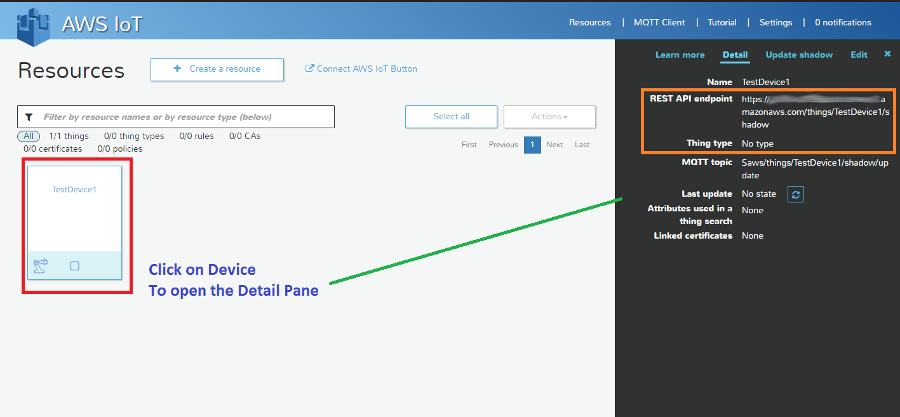 AWS IoT
Resources | MQTT Client | Tutorial | Settings | 0 notifications
Resources
+ Create a resource
Connect AWS IoT Button
Filter by resource names or by resource type (below)
All 1/1 things 0/0 thing types 0/0 rules 0/0 CAs
0/0 certificates 0/0 policies
Select all
Actions
First Previous 1 Next Last
TestDevice1
Click on Device
To open the Detail Pane
Learn more Detail Update shadow Edit ×
Name TestDevice1
REST API endpoint https:// .a
mazonaws.com/things/TestDevice1/s
hadow
Thing type No type
MQTT topic $aws/things/TestDevice1/shadow/up
date
Last update No state
Attributes used in a
thing search
None
Linked certificates None